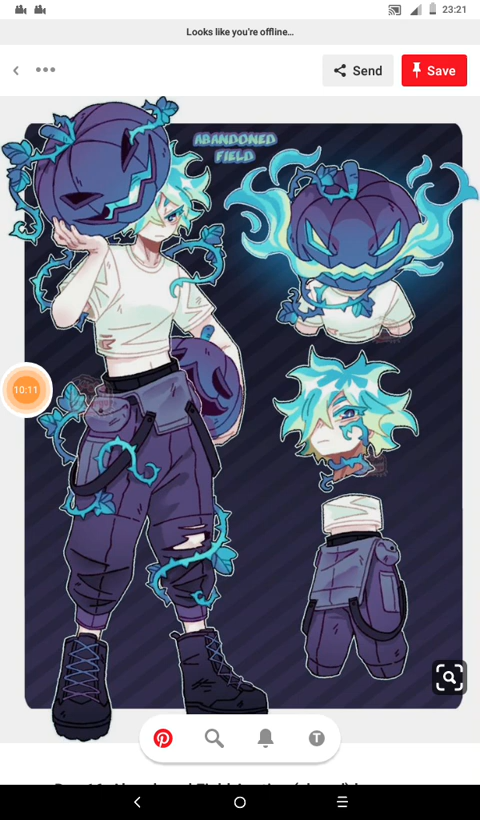 23:21
Looks like you're offline…
Send
Save
ABANDONED
FIELD
10:11
T